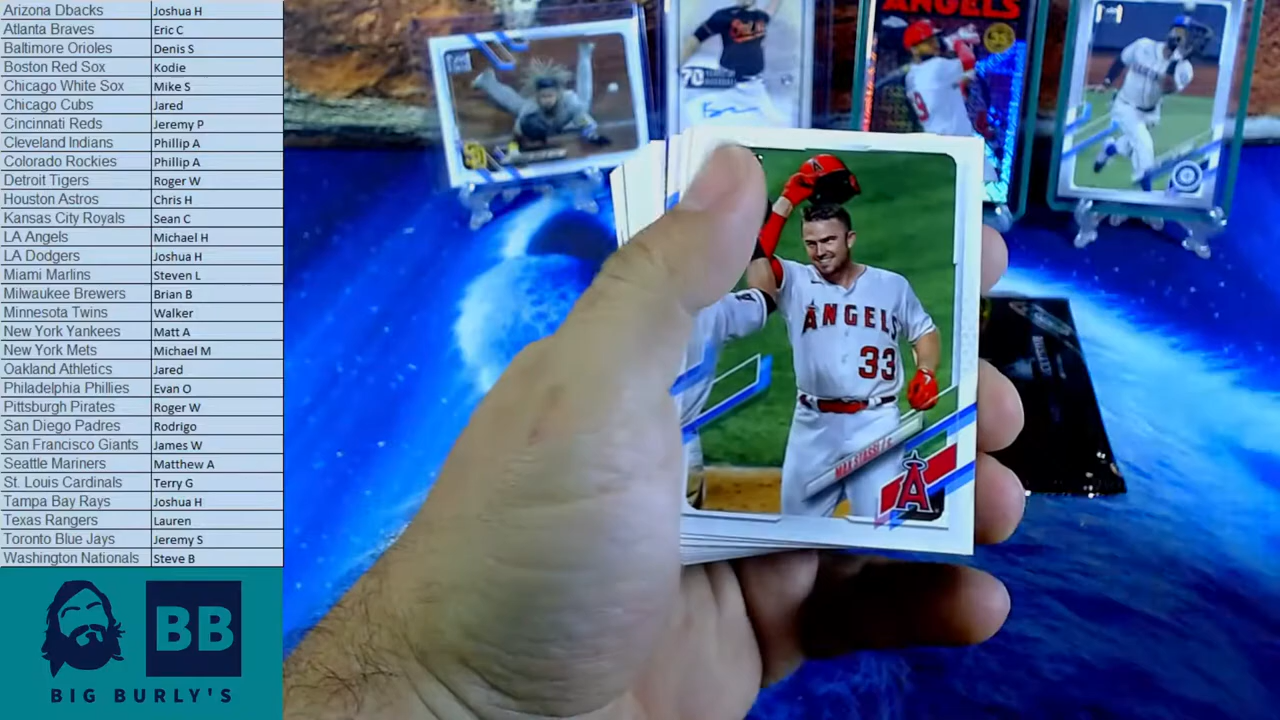 Arizona Dbacks Joshua H
Atlanta Braves Eric C
Baltimore Orioles Denis S
Boston Red Sox Kodie
Chicago White Sox Mike S
Chicago Cubs Jared
Cincinnati Reds Jeremy P
Cleveland Indians Phillip A
Colorado Rockies Phillip A
Detroit Tigers Roger W
Houston Astros Chris H
Kansas City Royals Sean C
LA Angels Michael H
LA Dodgers Joshua H
Miami Marlins Steven L
Milwaukee Brewers Brian B
Minnesota Twins Walker
New York Yankees Matt A
New York Mets Michael M
Oakland Athletics Jared
Philadelphia Phillies Evan O
Pittsburgh Pirates Roger W
San Diego Padres Rodrigo
San Francisco Giants James W
Seattle Mariners Matthew A
St. Louis Cardinals Terry G
Tampa Bay Rays Joshua H
Texas Rangers Lauren
Toronto Blue Jays Jeremy S
Washington Nationals Steve B
BB
BIG BURLY'S
ANGELS
70
35
ANGELS
33
MAX STASSI | C
A